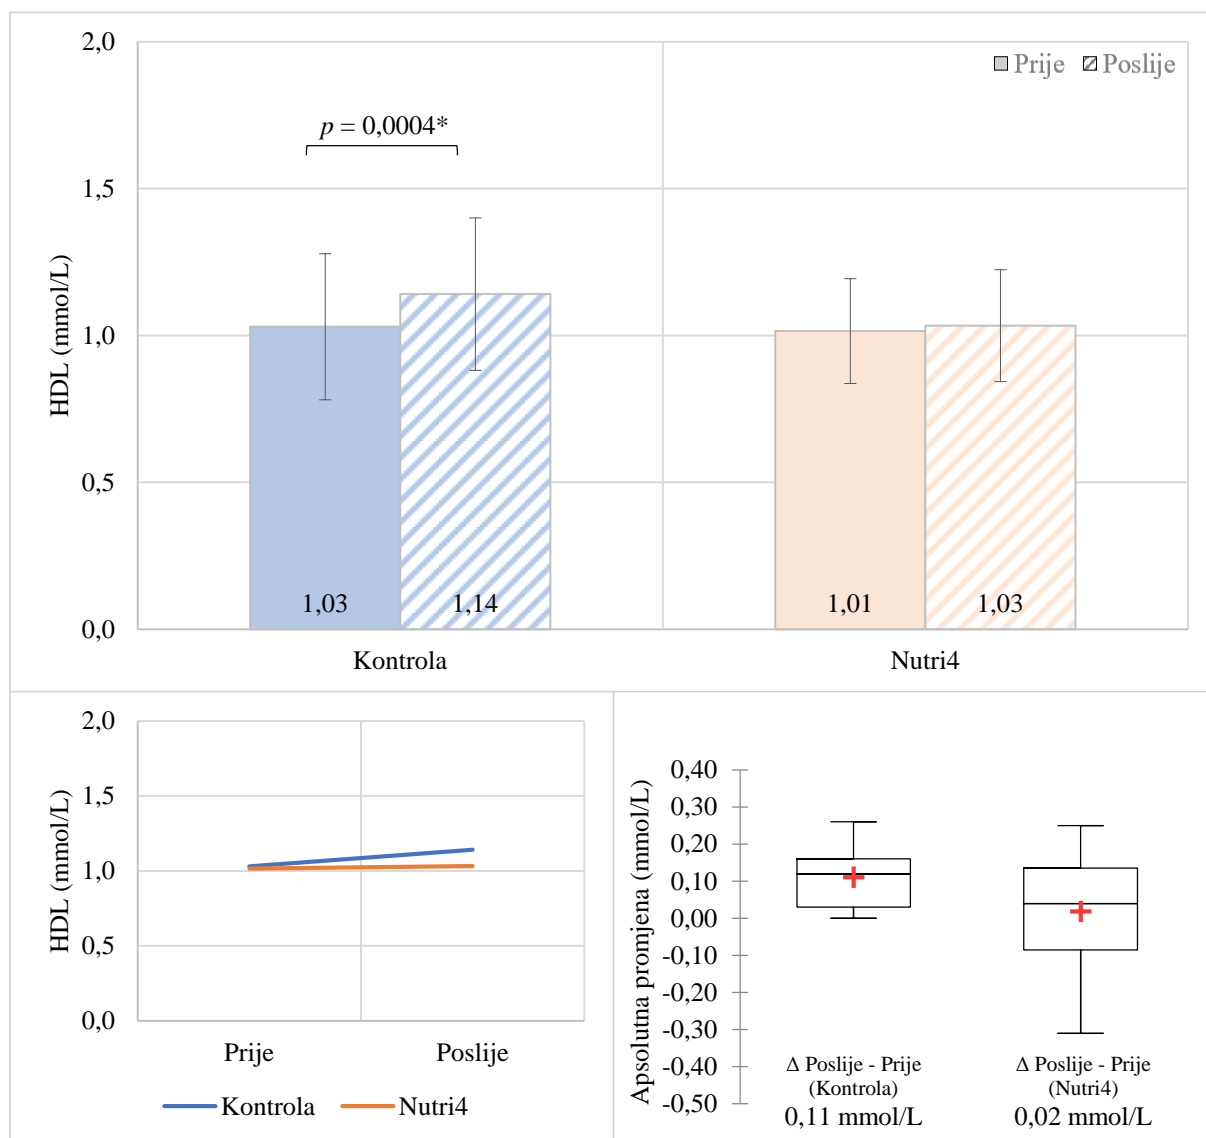 2,0
Prije Poslije
p = 0,0004*
1,5
HDL (mmol/L)
1,0
0,5
1,03 1,14 1,01 1,03
0,0
Kontrola Nutri4
2,0
1,5
HDL (mmol/L)
1,0
0,5
0,0
Prije Poslije
Kontrola Nutri4
0,40
0,30
0,20
0,10
0,00
-0,10
-0,20
-0,30
-0,40
-0,50
Apsolutna promjena (mmol/L)
Δ Poslije - Prije
(Kontrola)
0,11 mmol/L
Δ Poslije - Prije
(Nutri4)
0,02 mmol/L